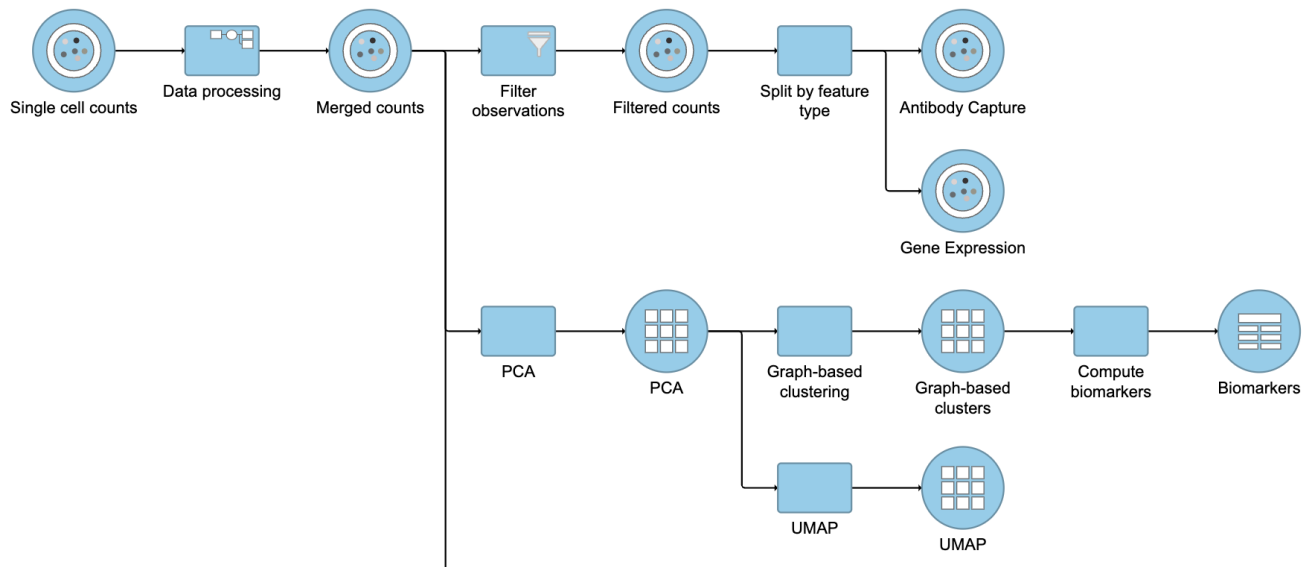 Single cell counts
Data processing
Merged counts
Filter
observations
Filtered counts
Split by feature
type
Antibody Capture
Gene Expression
PCA
PCA
Graph-based
clustering
Graph-based
clusters
Compute
biomarkers
Biomarkers
UMAP
UMAP